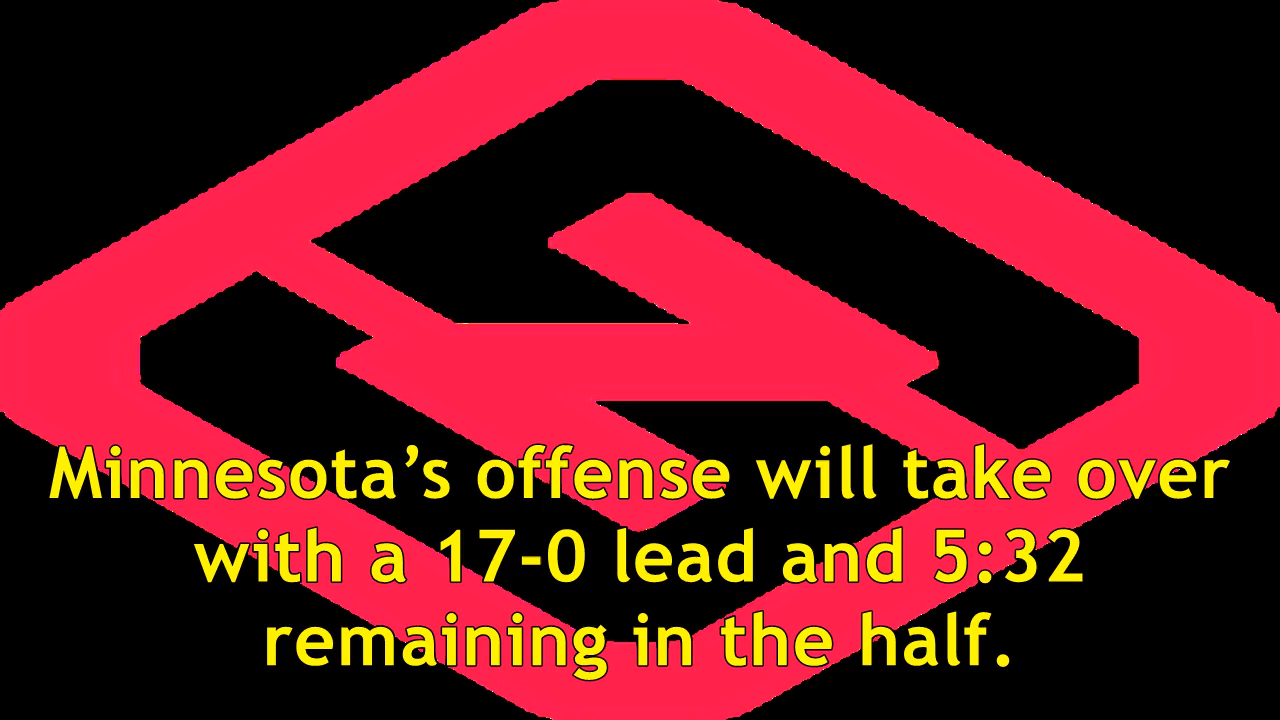 Minnesota’s offense will take over
with a 17-0 lead and 5:32
remaining in the half.